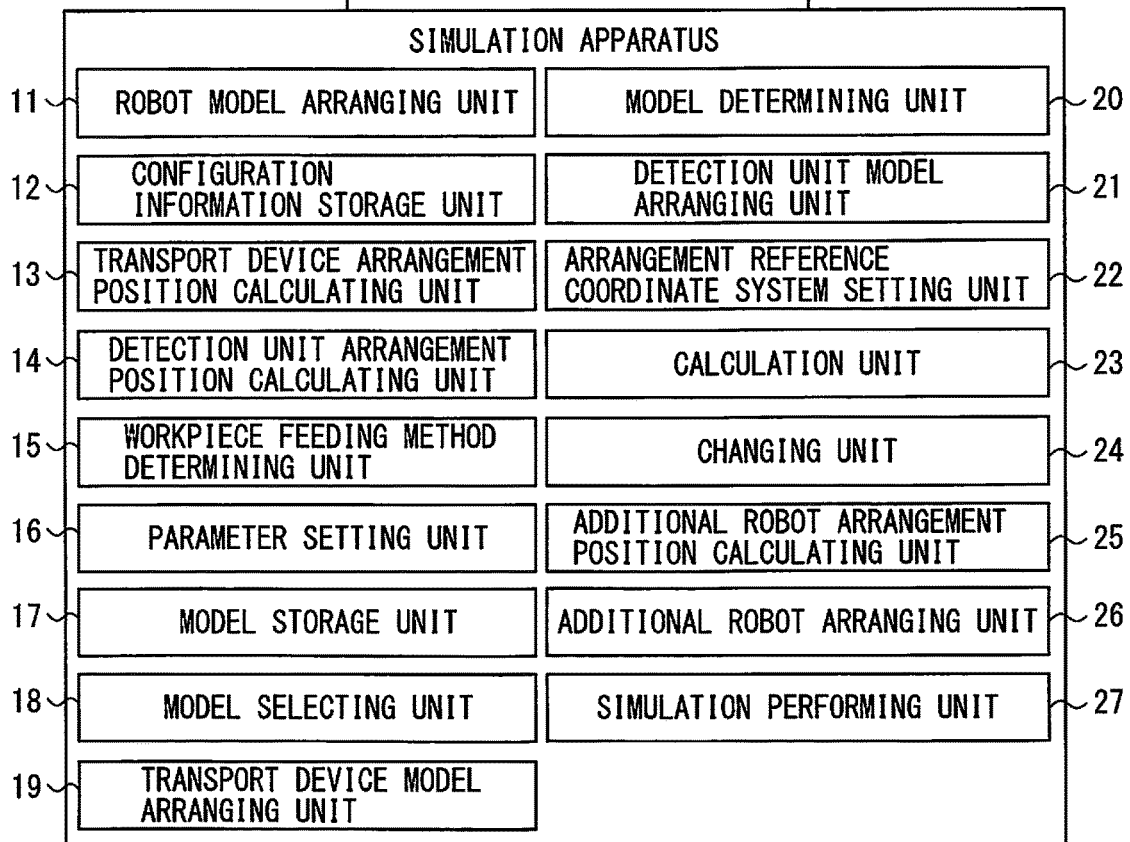 SIMULATION APPARATUS
11
ROBOT MODEL ARRANGING UNIT
MODEL DETERMINING UNIT
20
12
CONFIGURATION
INFORMATION STORAGE UNIT
DETECTION UNIT MODEL
ARRANGING UNIT
21
13
TRANSPORT DEVICE ARRANGEMENT
POSITION CALCULATING UNIT
ARRANGEMENT REFERENCE
COORDINATE SYSTEM SETTING UNIT
22
14
DETECTION UNIT ARRANGEMENT
POSITION CALCULATING UNIT
CALCULATION UNIT
23
15
WORKPIECE FEEDING METHOD
DETERMINING UNIT
CHANGING UNIT
24
16
PARAMETER SETTING UNIT
ADDITIONAL ROBOT ARRANGEMENT
POSITION CALCULATING UNIT
25
17
MODEL STORAGE UNIT
ADDITIONAL ROBOT ARRANGING UNIT
26
18
MODEL SELECTING UNIT
SIMULATION PERFORMING UNIT
27
19
TRANSPORT DEVICE MODEL
ARRANGING UNIT